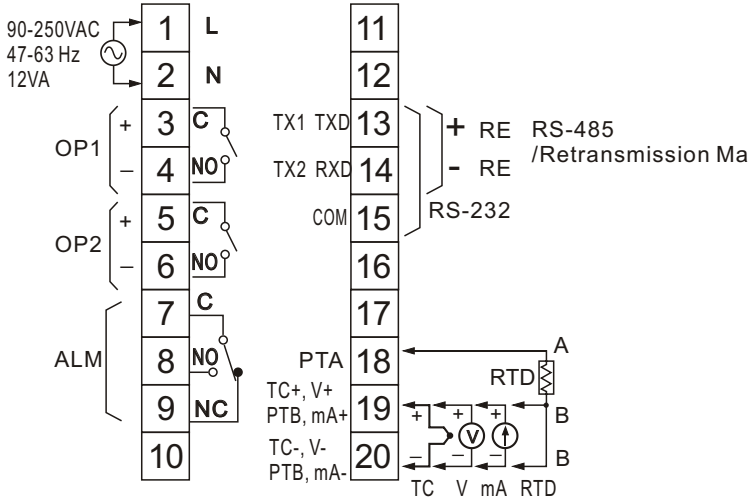 90-250VAC
47-63 Hz
12VA
1 L
2 N
OP1 + 3 C
– 4 NO
OP2 + 5 C
– 6 NO
ALM
7 C
8 NO
9 NC
10
11
12
TX1 TXD 13 + RE
TX2 RXD 14 - RE
RS-485
/Retransmission Ma
COM 15 RS-232
16
17
PTA 18 A
RTD
TC+, V+
PTB, mA+ 19 + + + B
V
TC-, V-
PTB, mA- 20 – – – B
TC V mA RTD